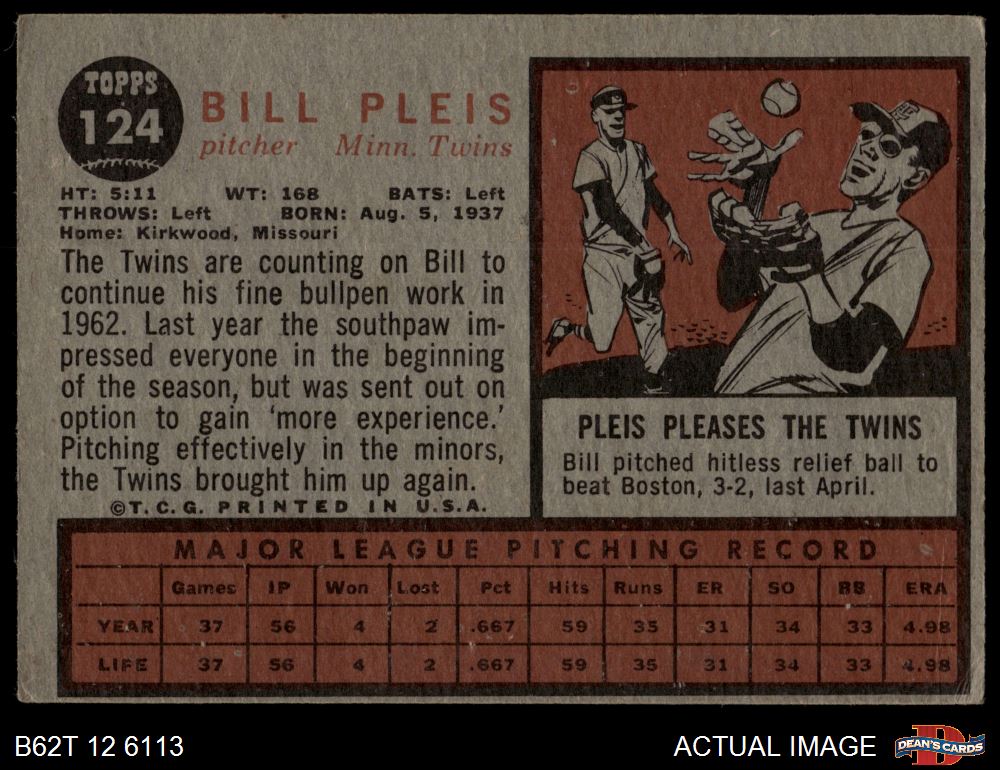 TOPPS
124
BILL PLEIS
pitcher Minn. Twins
HT: 5:11 WT: 168 BATS: Left
THROWS: Left BORN: Aug. 5, 1937
Home: Kirkwood, Missouri
The Twins are counting on Bill to
continue his fine bullpen work in
1962. Last year the southpaw im-
pressed everyone in the beginning
of the season, but was sent out on
option to gain ‘more experience.’
Pitching effectively in the minors,
the Twins brought him up again.
©T.C.G. PRINTED IN U.S.A.
PLEIS PLEASES THE TWINS
Bill pitched hitless relief ball to
beat Boston, 3-2, last April.
MAJOR LEAGUE PITCHING RECORD
Games IP Won Lost Pct Hits Runs ER SO BB ERA
YEAR 37 56 4 2 .667 59 35 31 34 33 4.98
LIFE 37 56 4 2 .667 59 35 31 34 33 4.98
B62T 12 6113
ACTUAL IMAGE
DEAN'S CARDS